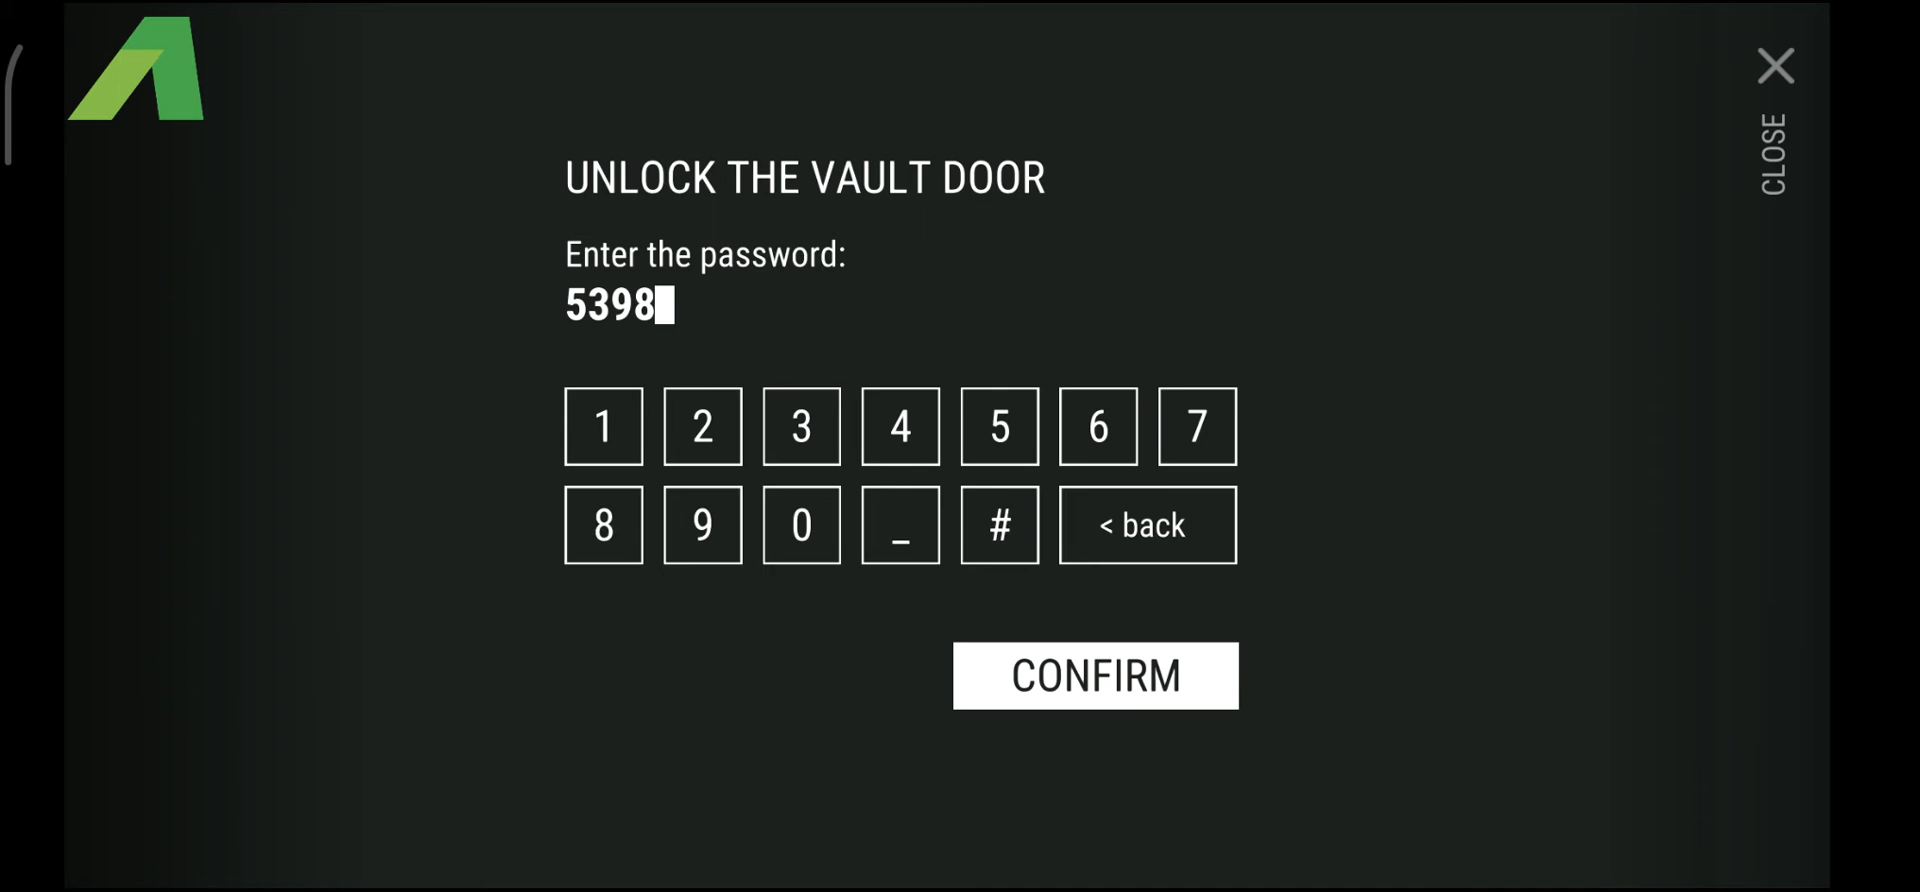 CLOSE
UNLOCK THE VAULT DOOR
Enter the password:
5398
1 2 3 4 5 6 7
8 9 0 _ # < back
CONFIRM